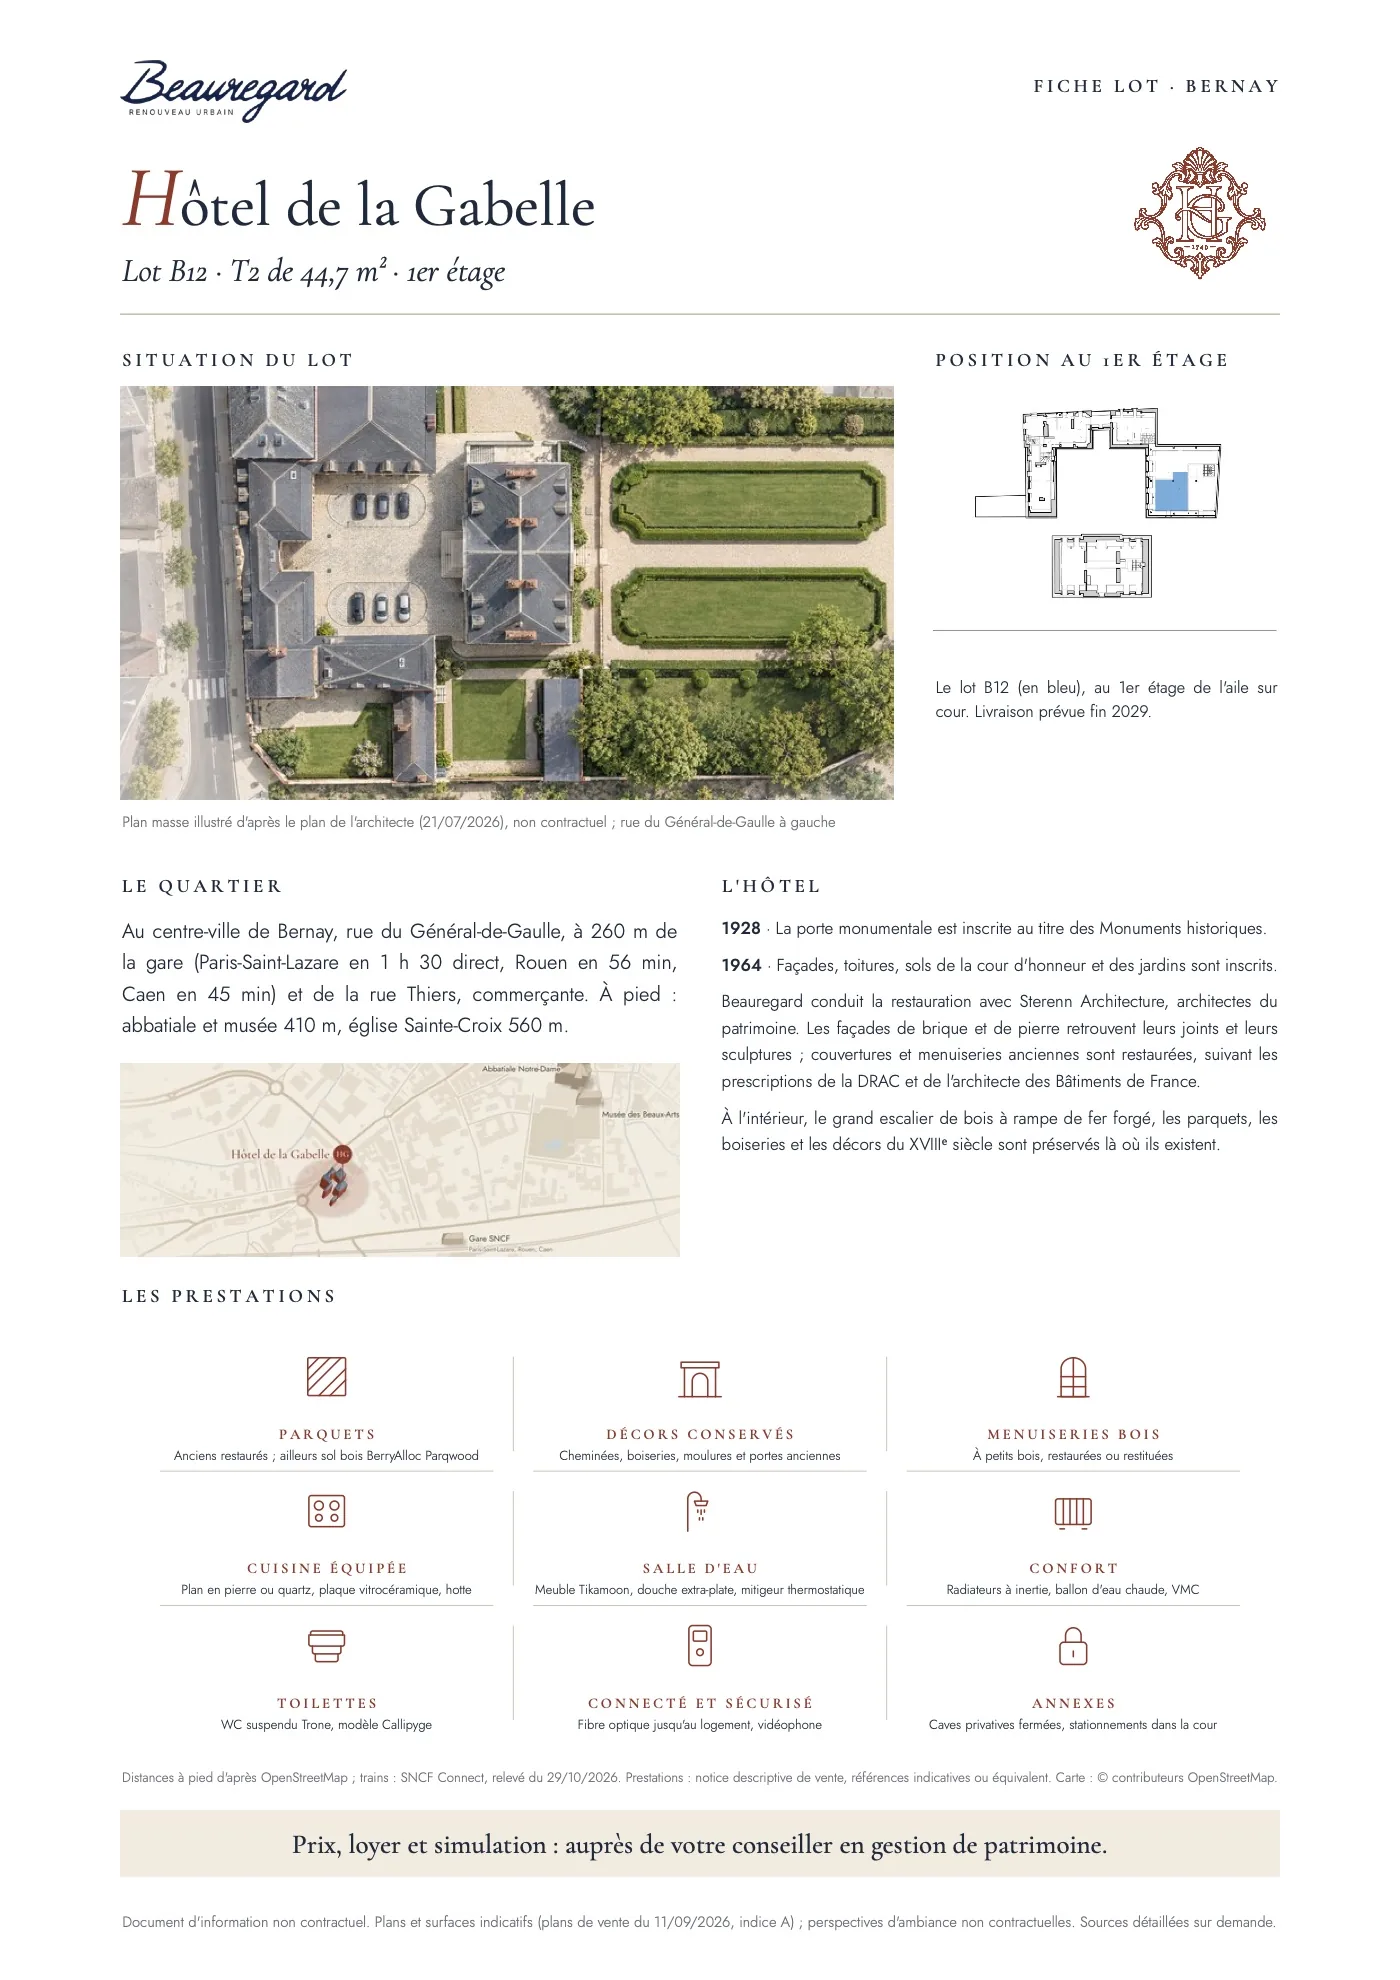 Beauregard
RENOUVEAU URBAIN
FICHE LOT · BERNAY
Hôtel de la Gabelle
HG
1740
Lot B12 · T2 de 44,7 m² · 1er étage
SITUATION DU LOT
POSITION AU 1ER ÉTAGE
Le lot B12 (en bleu), au 1er étage de l'aile sur
cour. Livraison prévue fin 2029.
Plan masse illustré d'après le plan de l'architecte (21/07/2026), non contractuel ; rue du Général-de-Gaulle à gauche
LE QUARTIER
Au centre-ville de Bernay, rue du Général-de-Gaulle, à 260 m de
la gare (Paris-Saint-Lazare en 1 h 30 direct, Rouen en 56 min,
Caen en 45 min) et de la rue Thiers, commerçante. À pied :
abbatiale et musée 410 m, église Sainte-Croix 560 m.
Abbatiale Notre-Dame
Musée des Beaux-Arts
Hôtel de la Gabelle HG
Gare SNCF
Paris-Saint-Lazare, Rouen, Caen
L'HÔTEL
1928 · La porte monumentale est inscrite au titre des Monuments historiques.
1964 · Façades, toitures, sols de la cour d'honneur et des jardins sont inscrits.
Beauregard conduit la restauration avec Sterenn Architecture, architectes du
patrimoine. Les façades de brique et de pierre retrouvent leurs joints et leurs
sculptures ; couvertures et menuiseries anciennes sont restaurées, suivant les
prescriptions de la DRAC et de l'architecte des Bâtiments de France.
À l'intérieur, le grand escalier de bois à rampe de fer forgé, les parquets, les
boiseries et les décors du XVIIIᵉ siècle sont préservés là où ils existent.
LES PRESTATIONS
PARQUETS
Anciens restaurés ; ailleurs sol bois BerryAlloc Parqwood
DÉCORS CONSERVÉS
Cheminées, boiseries, moulures et portes anciennes
MENUISERIES BOIS
À petits bois, restaurées ou restituées
CUISINE ÉQUIPÉE
Plan en pierre ou quartz, plaque vitrocéramique, hotte
SALLE D'EAU
Meuble Tikamoon, douche extra-plate, mitigeur thermostatique
CONFORT
Radiateurs à inertie, ballon d'eau chaude, VMC
TOILETTES
WC suspendu Trone, modèle Callipyge
CONNECTÉ ET SÉCURISÉ
Fibre optique jusqu'au logement, vidéophone
ANNEXES
Caves privatives fermées, stationnements dans la cour
Distances à pied d'après OpenStreetMap ; trains : SNCF Connect, relevé du 29/10/2026. Prestations : notice descriptive de vente, références indicatives ou équivalent. Carte : © contributeurs OpenStreetMap.
Prix, loyer et simulation : auprès de votre conseiller en gestion de patrimoine.
Document d'information non contractuel. Plans et surfaces indicatifs (plans de vente du 11/09/2026, indice A) ; perspectives d'ambiance non contractuelles. Sources détaillées sur demande.